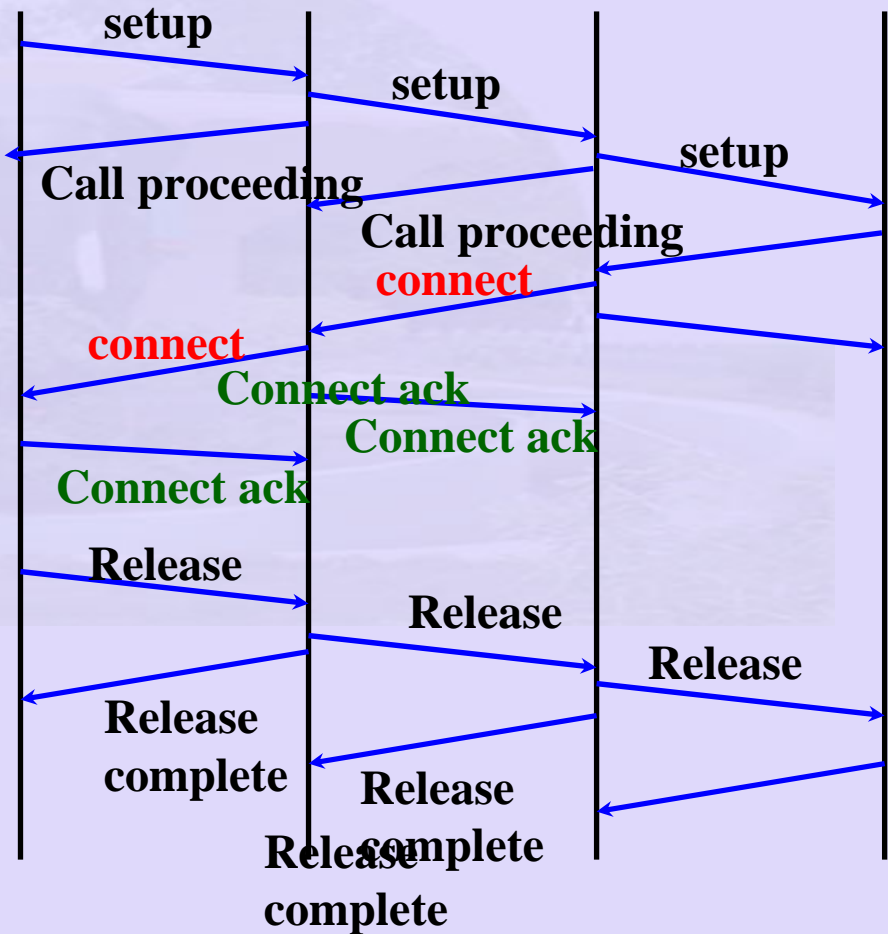 setup
setup
setup
Call proceeding
Call proceeding
connect
connect
Connect ack
Connect ack
Connect ack
Release
Release
Release
Release
complete
Release
complete
Release
complete